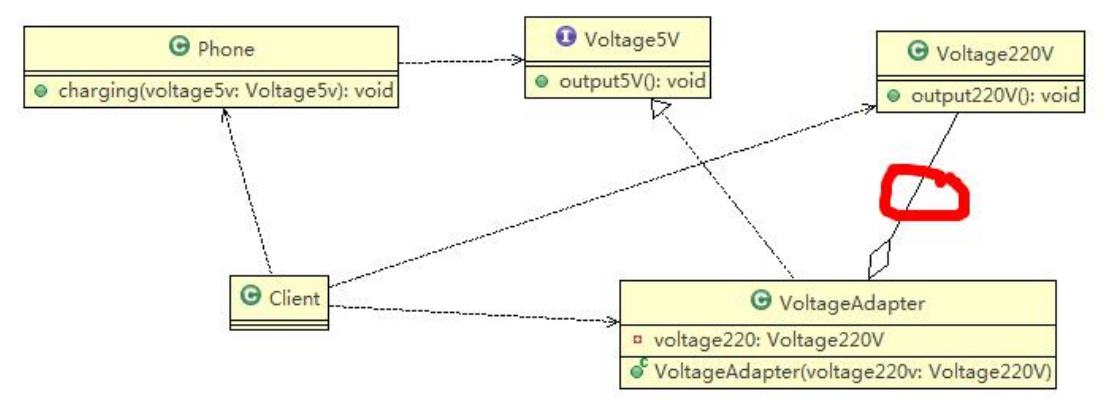 Phone
charging(voltage5v: Voltage5v): void
I Voltage5V
output5V(): void
C Voltage220V
output220V(): void
C Client
C VoltageAdapter
voltage220: Voltage220V
C VoltageAdapter(voltage220v: Voltage220V)